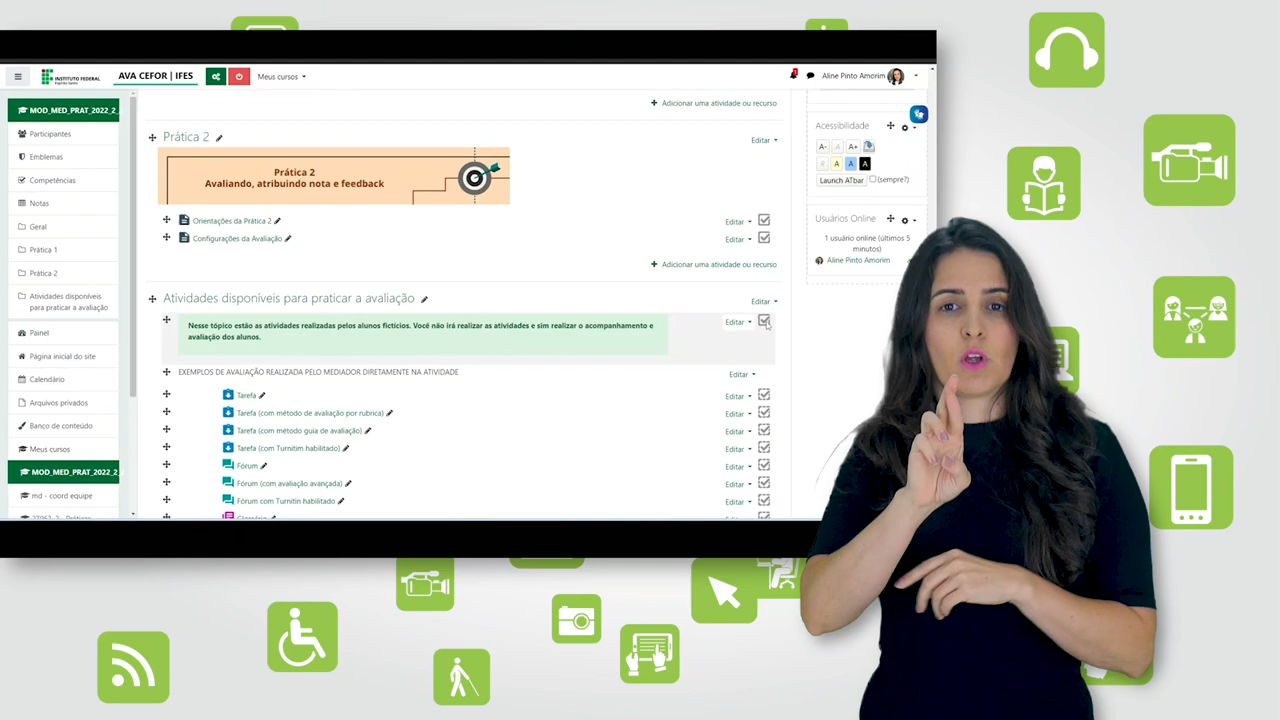 INSTITUTO FEDERAL
Espírito Santo
AVA CEFOR | IFES
Meus cursos
Aline Pinto Amorim
MOD_MED_PRAT_2022_2_
Participantes
Emblemas
Competências
Notas
Geral
Prática 1
Prática 2
Atividades disponíveis
para praticar a avaliação
Painel
Página inicial do site
Calendário
Arquivos privados
Banco de conteúdo
Meus cursos
MOD_MED_PRAT_2022_2_
md - coord equipe
Adicionar uma atividade ou recurso
Prática 2
Editar
Prática 2
Avaliando, atribuindo nota e feedback
Orientações da Prática 2
Editar
Configurações da Avaliação
Editar
Adicionar uma atividade ou recurso
Atividades disponíveis para praticar a avaliação
Editar
Nesse tópico estão as atividades realizadas pelos alunos fictícios. Você não irá realizar as atividades e sim realizar o acompanhamento e
avaliação dos alunos.
Editar
EXEMPLOS DE AVALIAÇÃO REALIZADA PELO MEDIADOR DIRETAMENTE NA ATIVIDADE
Editar
Tarefa
Editar
Tarefa (com método de avaliação por rubrica)
Editar
Tarefa (com método guia de avaliação)
Editar
Tarefa (com Turnitim habilitado)
Editar
Fórum
Editar
Fórum (com avaliação avançada)
Editar
Fórum com Turnitin habilitado
Editar
Acessibilidade
A- A A+
R A A A
Launch ATbar
(sempre?)
Usuários Online
1 usuário online (últimos 5
minutos)
Aline Pinto Amorim